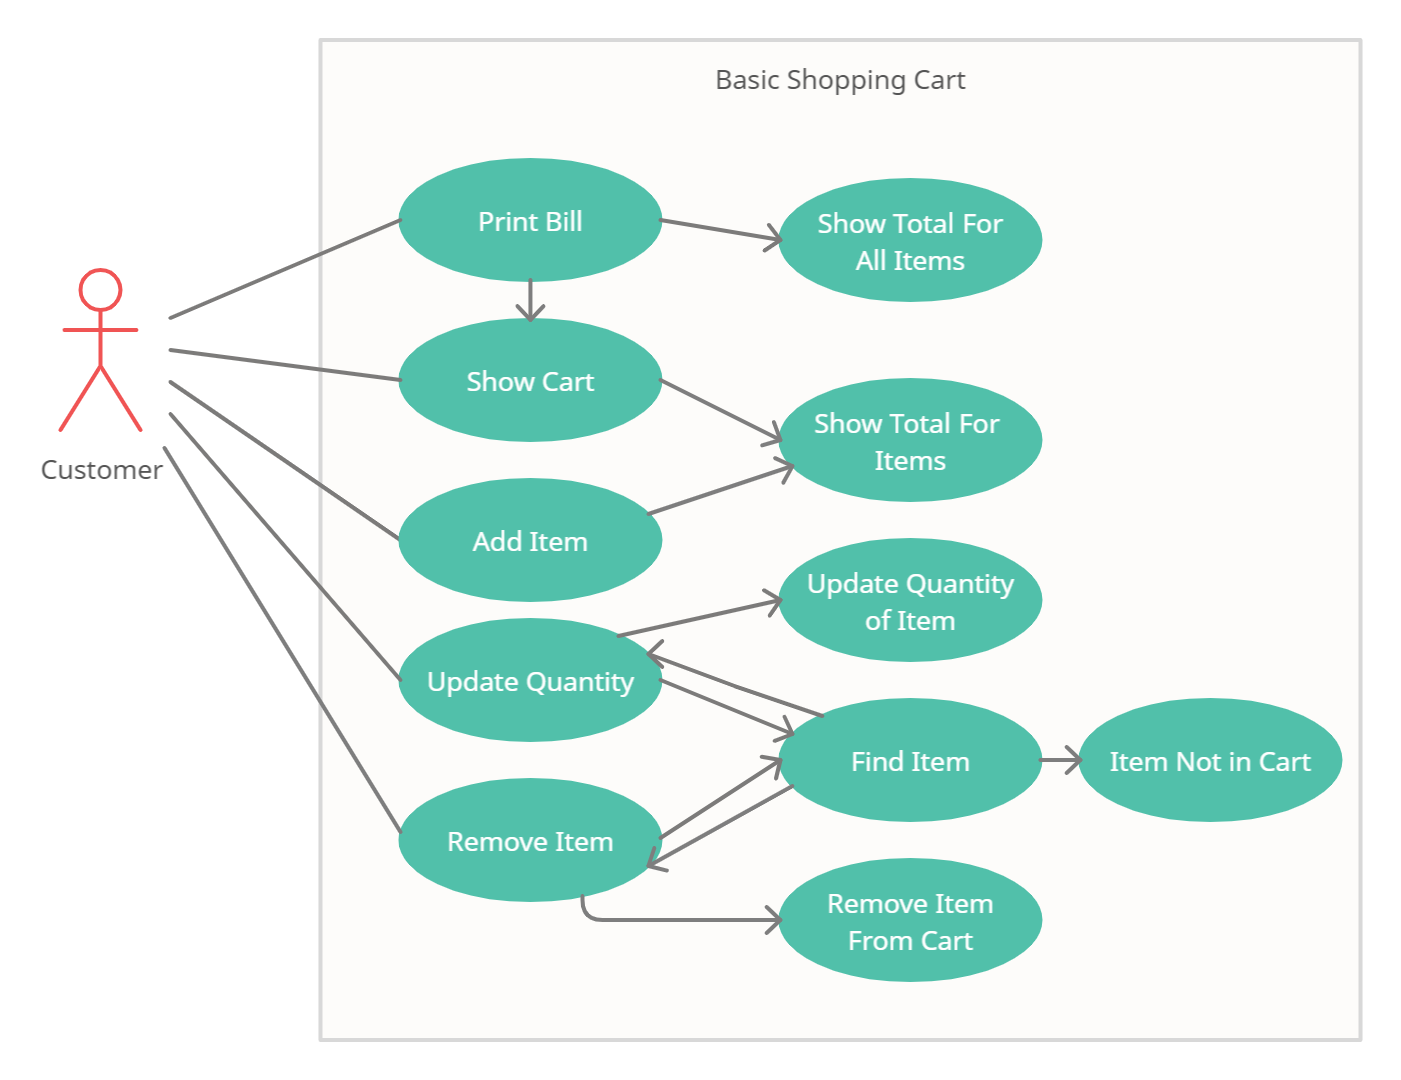 Basic Shopping Cart
Print Bill
Show Total For
All Items
Show Cart
Show Total For
Items
Customer
Add Item
Update Quantity
of Item
Update Quantity
Find Item
Item Not in Cart
Remove Item
Remove Item
From Cart